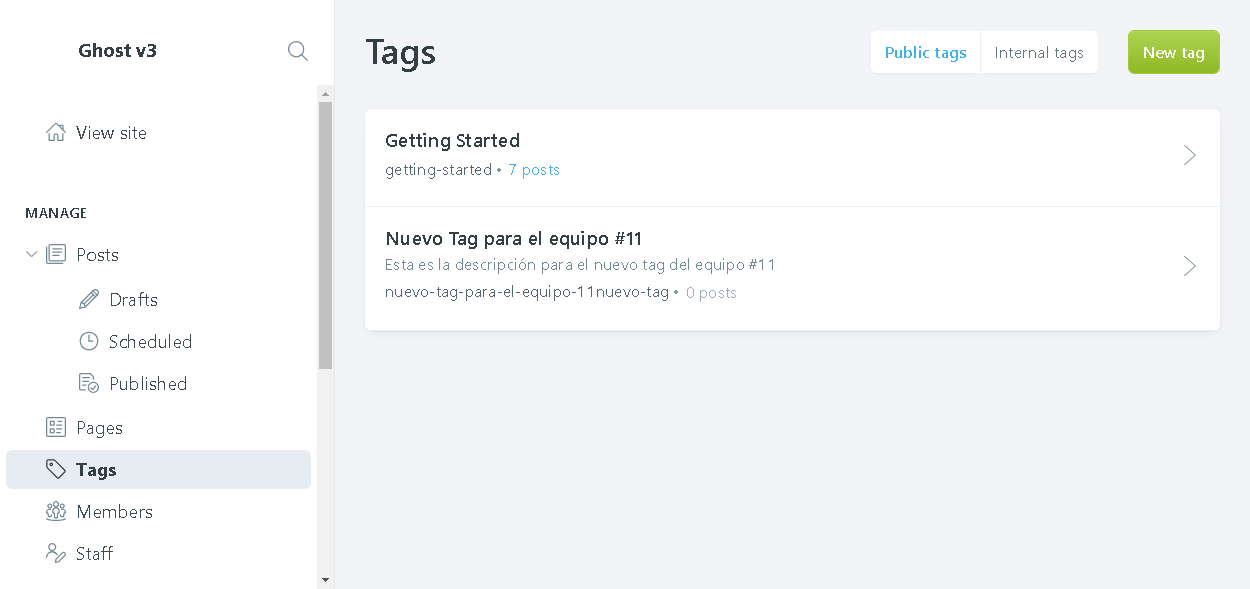 Ghost v3
View site
MANAGE
Posts
Drafts
Scheduled
Published
Pages
Tags
Members
Staff
Tags
Public tags
Internal tags
New tag
Getting Started
getting-started • 7 posts
Nuevo Tag para el equipo #11
Esta es la descripción para el nuevo tag del equipo #11
nuevo-tag-para-el-equipo-11nuevo-tag • 0 posts